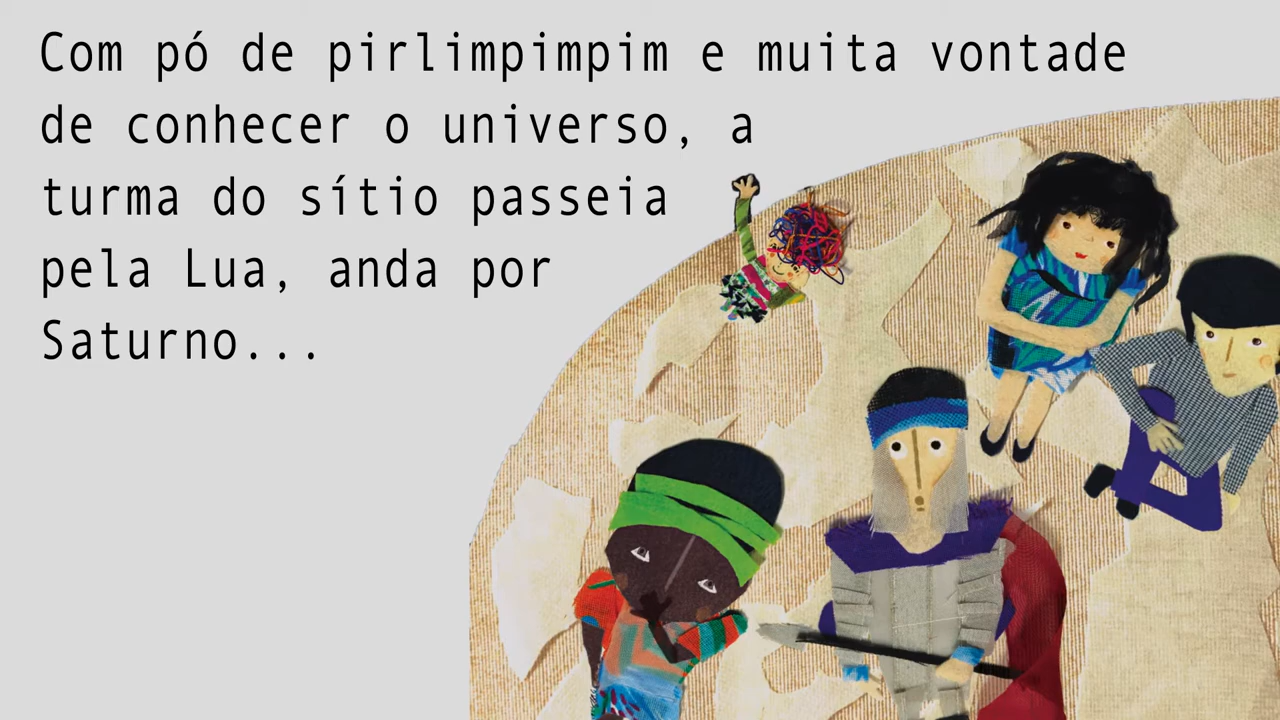 Com pó de pirlimpimpim e muita vontade
de conhecer o universo, a
turma do sítio passeia
pela Lua, anda por
Saturno...